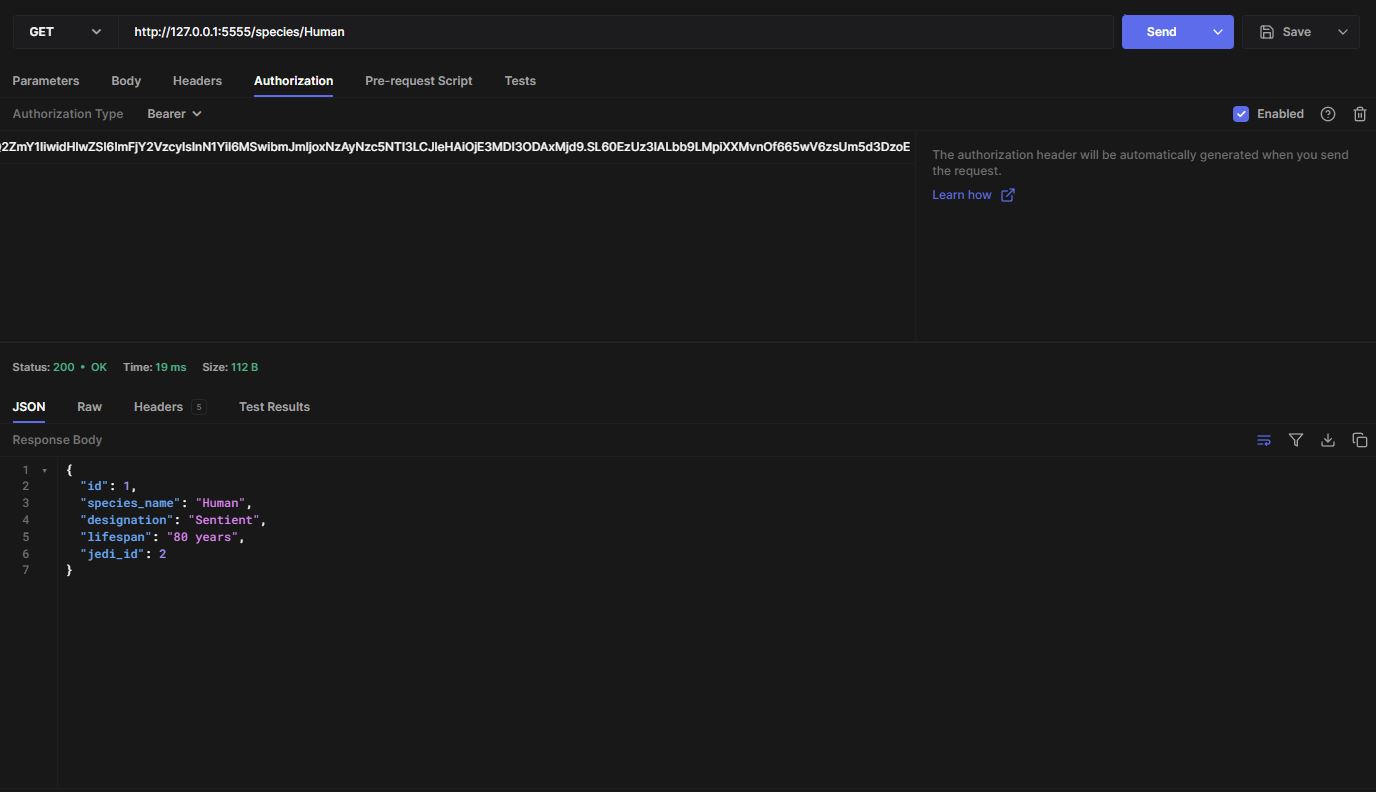 GET http://127.0.0.1:5555/species/Human Send Save
Parameters Body Headers Authorization Pre-request Script Tests
Authorization Type Bearer Enabled
2ZmY1IiwidHlwZSI6ImFjY2VzcyIsInN1YiI6MSwibmJmIjoxNzAyNzc5NTI3LCJleHAiOjE3MDI3ODAxMjd9.SL60EzUz3IALbb9LMpiXXMvnOf665wV6zsUm5d3DzoE
The authorization header will be automatically generated when you send
the request.
Learn how
Status: 200 • OK Time: 19 ms Size: 112 B
JSON Raw Headers 5 Test Results
Response Body
1 {
2 "id": 1,
3 "species_name": "Human",
4 "designation": "Sentient",
5 "lifespan": "80 years",
6 "jedi_id": 2
7 }